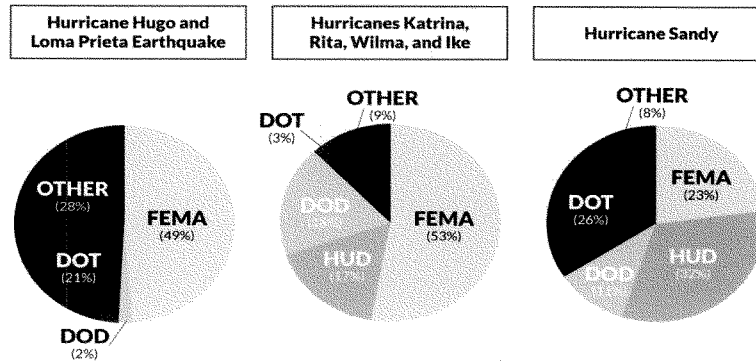 Hurricane Hugo and
Loma Prieta Earthquake
Hurricanes Katrina,
Rita, Wilma, and Ike
Hurricane Sandy
OTHER
(28%)
DOT
(21%)
DOD
(2%)
FEMA
(49%)
DOT
(3%)
OTHER
(9%)
DOD
HUD
FEMA
(53%)
OTHER
(8%)
DOT
(26%)
DOD
HUD
FEMA
(23%)